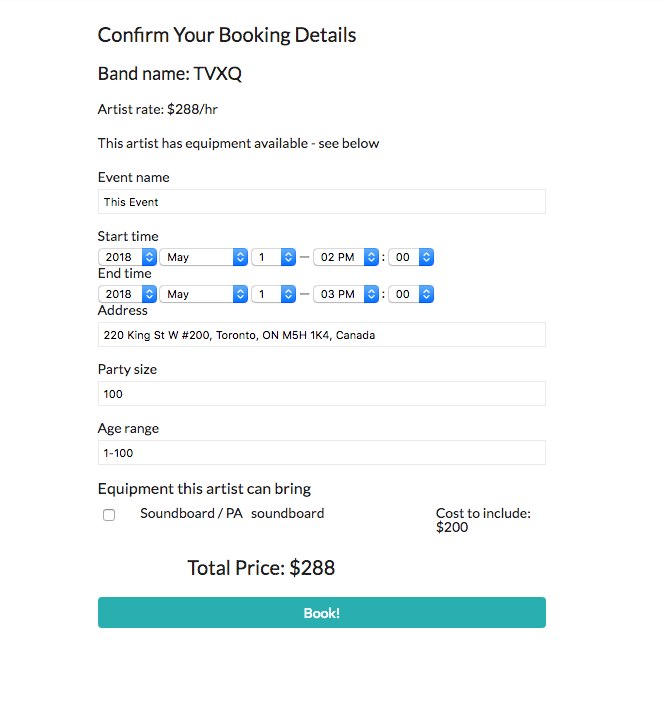 Confirm Your Booking Details
Band name: TVXQ
Artist rate: $288/hr
This artist has equipment available - see below
Event name
This Event
Start time
2018 May 1 — 02 PM : 00
End time
2018 May 1 — 03 PM : 00
Address
220 King St W #200, Toronto, ON M5H 1K4, Canada
Party size
100
Age range
1-100
Equipment this artist can bring
Soundboard / PA soundboard Cost to include:
$200
Total Price: $288
Book!